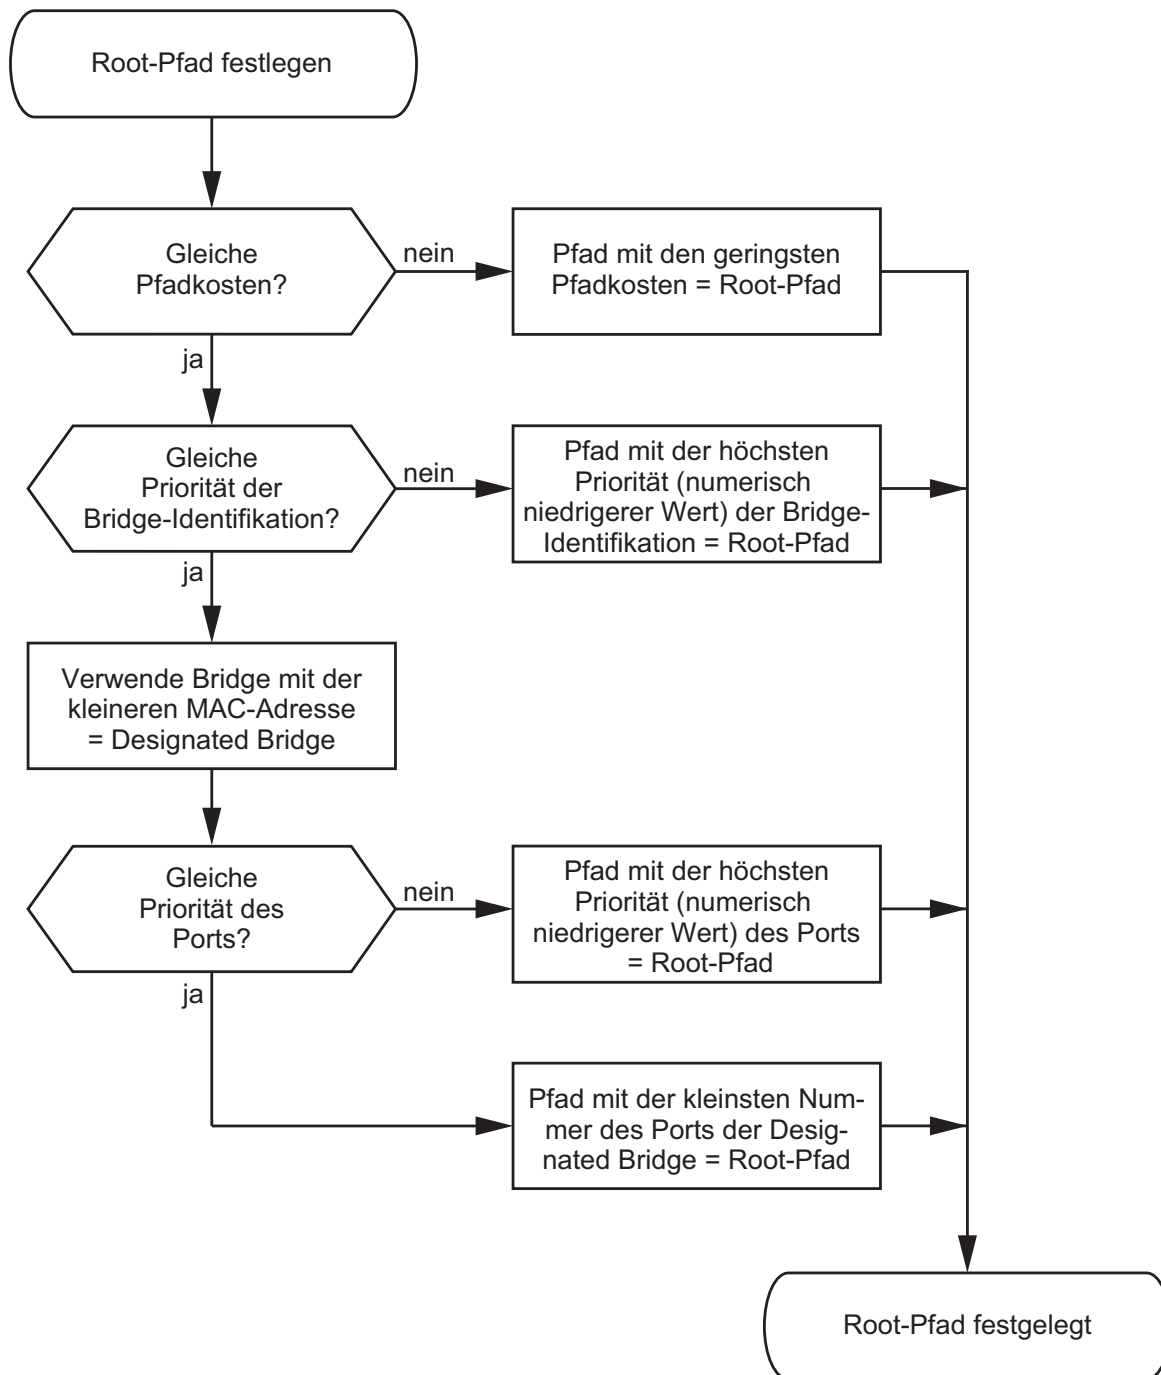 Root-Pfad festlegen
Gleiche
Pfadkosten?
nein
Pfad mit den geringsten
Pfadkosten = Root-Pfad
ja
Gleiche
Priorität der
Bridge-Identifikation?
nein
Pfad mit der höchsten
Priorität (numerisch
niedrigerer Wert) der Bridge-
Identifikation = Root-Pfad
ja
Verwende Bridge mit der
kleineren MAC-Adresse
= Designated Bridge
Gleiche
Priorität des
Ports?
nein
Pfad mit der höchsten
Priorität (numerisch
niedrigerer Wert) des Ports
= Root-Pfad
ja
Pfad mit der kleinsten Num-
mer des Ports der Desig-
nated Bridge = Root-Pfad
Root-Pfad festgelegt